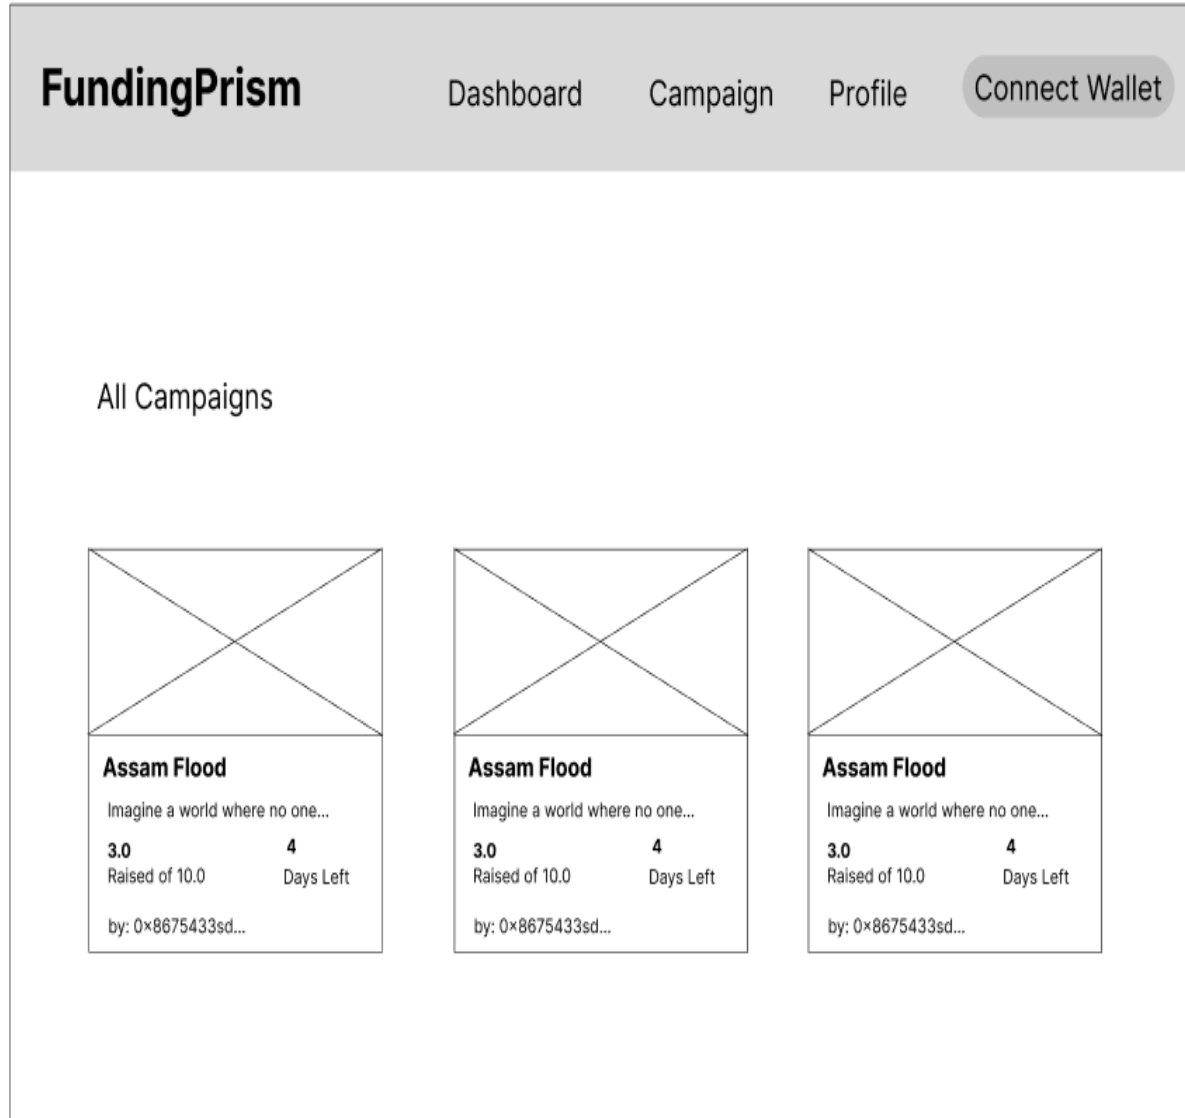 FundingPrism Dashboard Campaign Profile Connect Wallet
All Campaigns
Assam Flood
Imagine a world where no one...
3.0 4
Raised of 10.0 Days Left
by: 0×8675433sd...
Assam Flood
Imagine a world where no one...
3.0 4
Raised of 10.0 Days Left
by: 0×8675433sd...
Assam Flood
Imagine a world where no one...
3.0 4
Raised of 10.0 Days Left
by: 0×8675433sd...